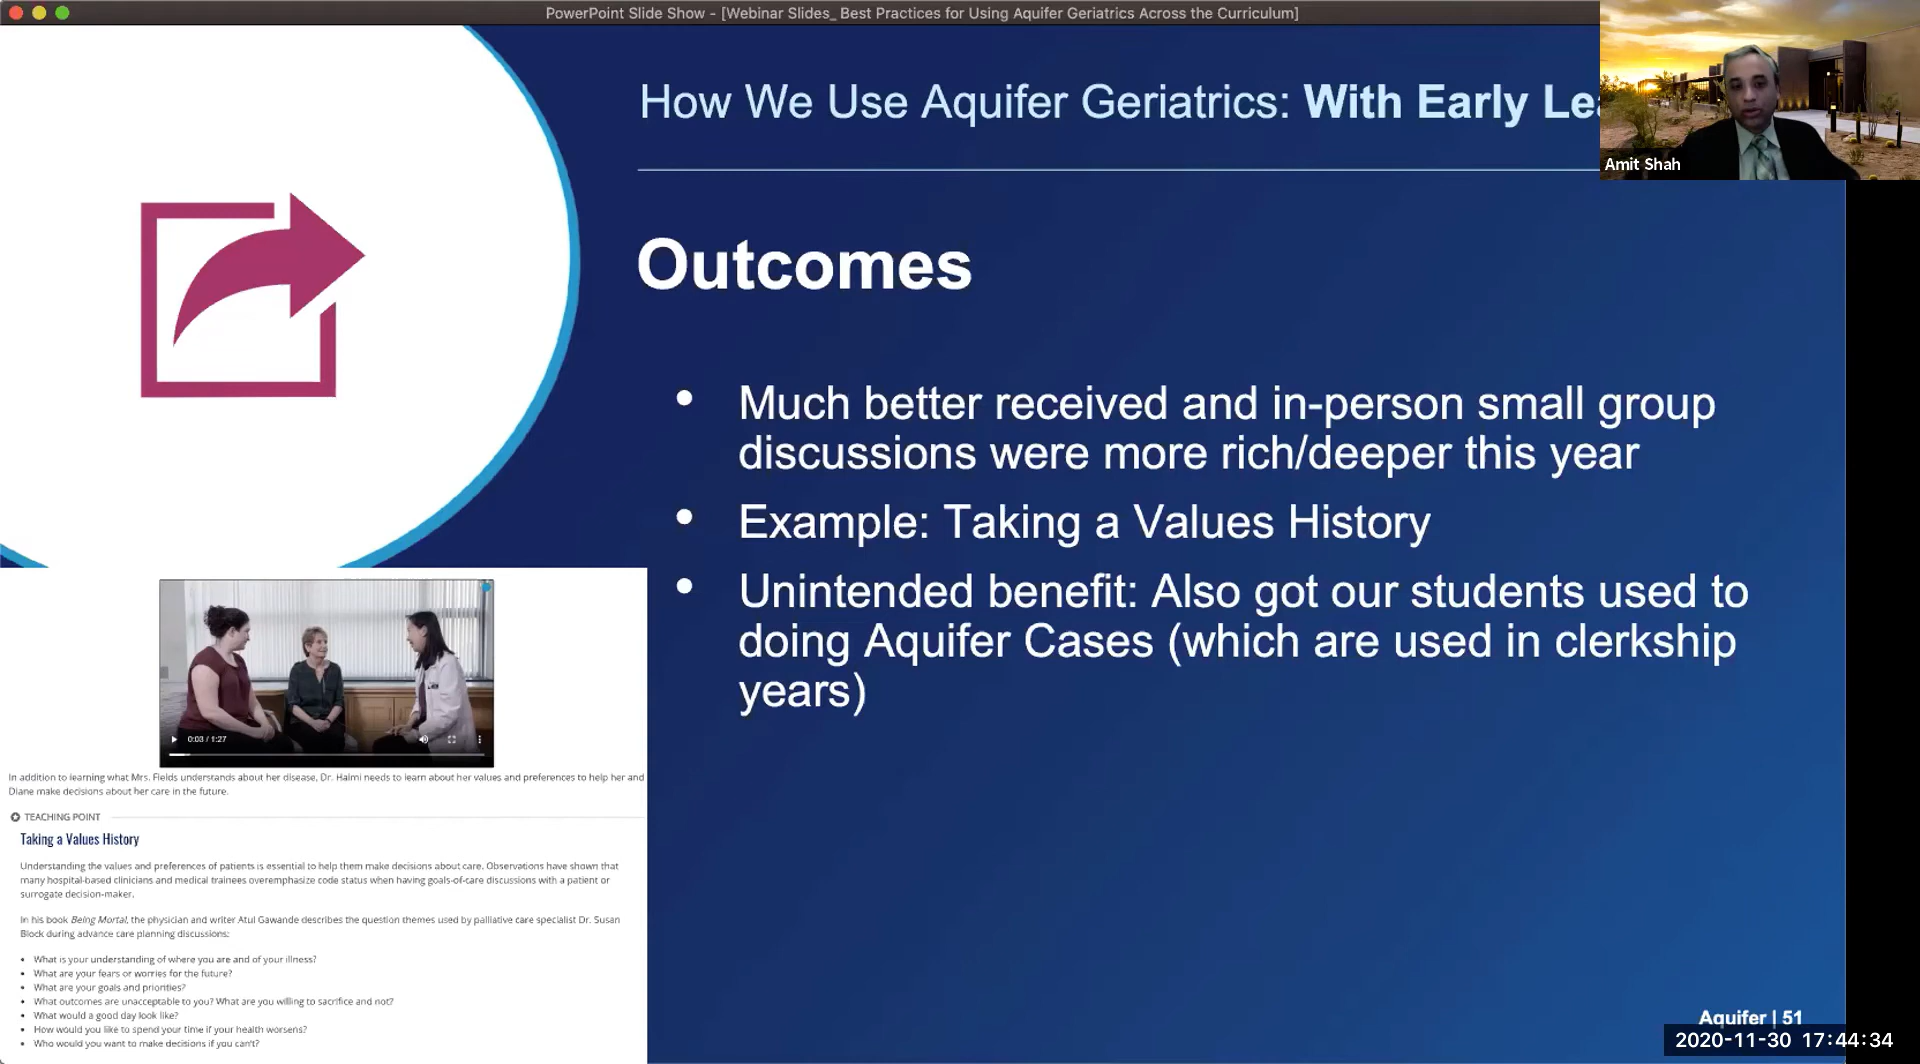 PowerPoint Slide Show - [Webinar Slides_ Best Practices for Using Aquifer Geriatrics Across the Curriculum]
How We Use Aquifer Geriatrics: With Early
Amit Shah
Outcomes
• Much better received and in-person small group
discussions were more rich/deeper this year
• Example: Taking a Values History
• Unintended benefit: Also got our students used to
doing Aquifer Cases (which are used in clerkship
years)
0:03 / 1:27
In addition to learning what Mrs. Fields understands about her disease, Dr. Halmi needs to learn about her values and preferences to help her and
Diane make decisions about her care in the future.
TEACHING POINT
Taking a Values History
Understanding the values and preferences of patients is essential to help them make decisions about care. Observations have shown that
many hospital-based clinicians and medical trainees overemphasize code status when having goals-of-care discussions with a patient or
surrogate decision-maker.
In his book Being Mortal, the physician and writer Atul Gawande describes the question themes used by palliative care specialist Dr. Susan
Block during advance care planning discussions:
• What is your understanding of where you are and of your illness?
• What are your fears or worries for the future?
• What are your goals and priorities?
• What outcomes are unacceptable to you? What are you willing to sacrifice and not?
• What would a good day look like?
• How would you like to spend your time if your health worsens?
• Who would you want to make decisions if you can't?
Aquifer | 51
2020-11-30 17:44:34